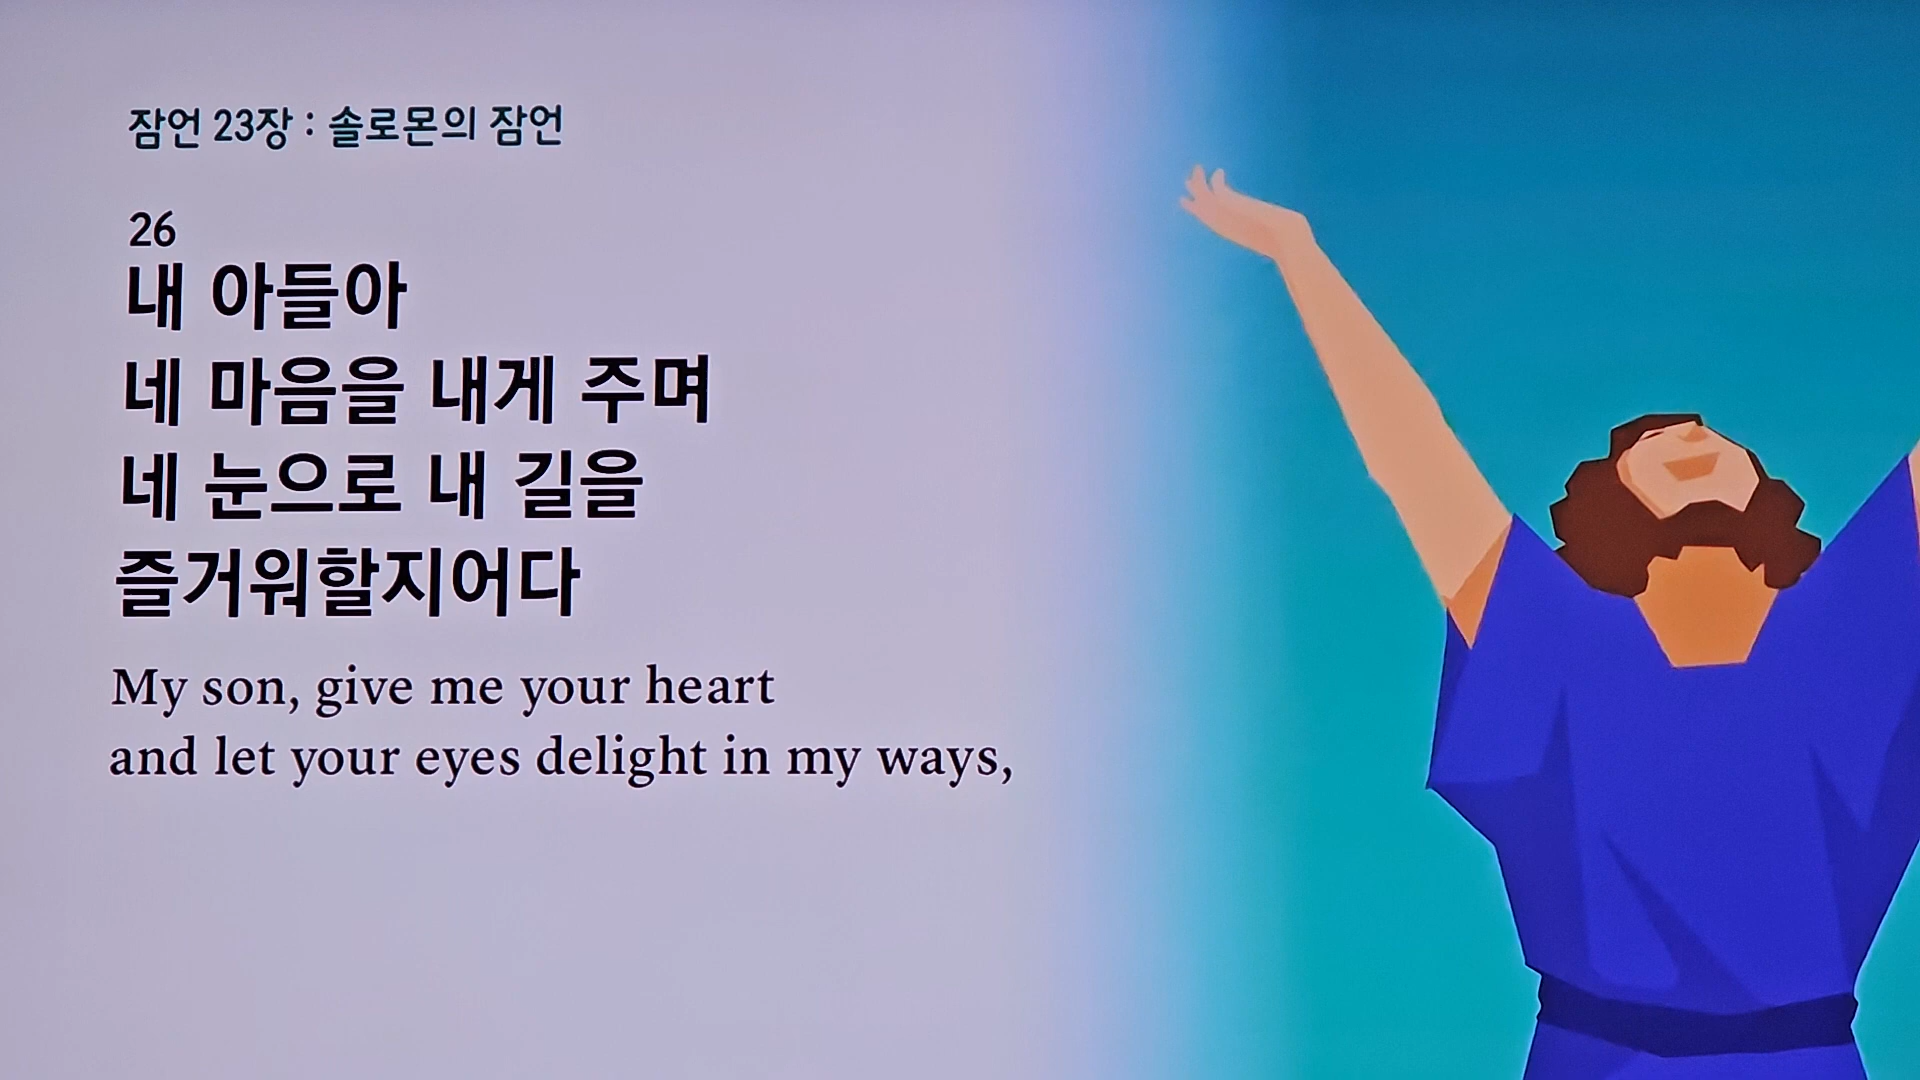 잠언 23장 : 솔로몬의 잠언
26
내 아들아
네 마음을 내게 주며
네 눈으로 내 길을
즐거워할지어다
My son, give me your heart
and let your eyes delight in my ways,